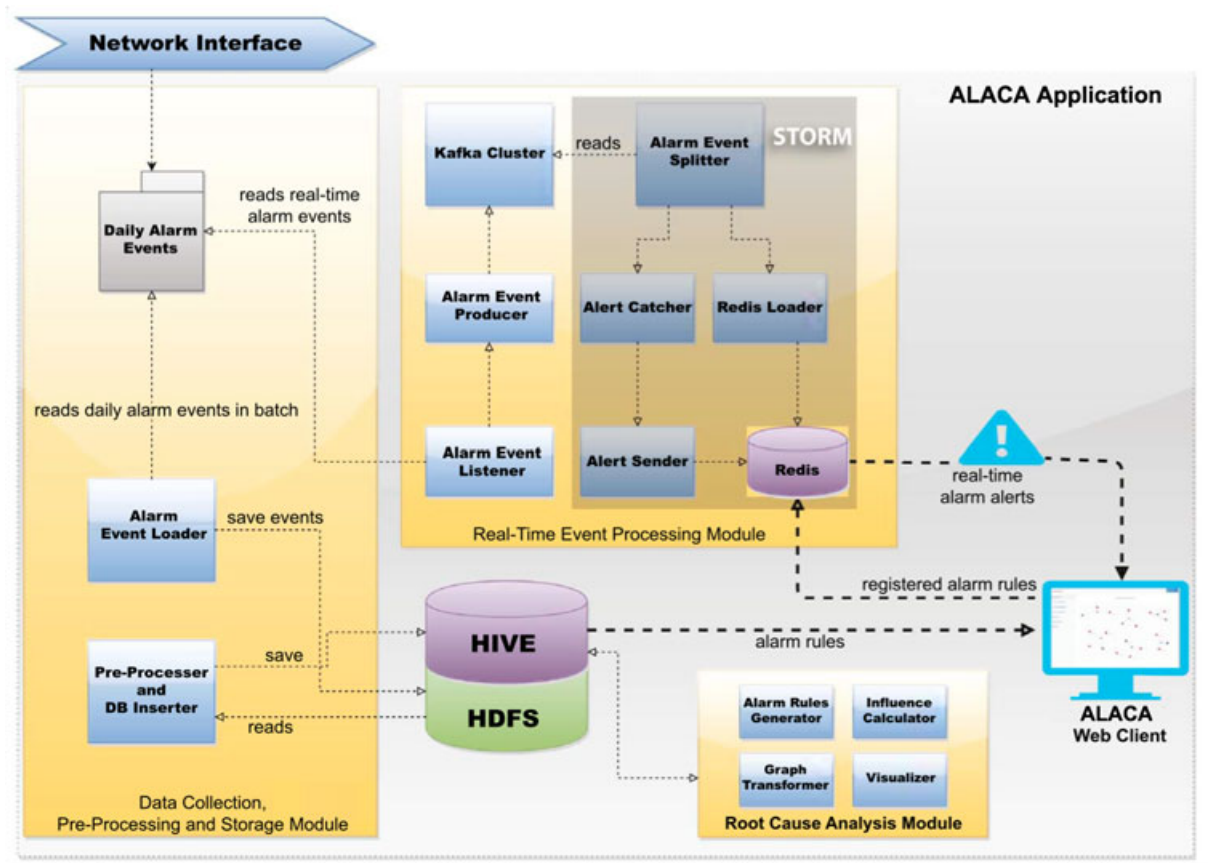 Network Interface
ALACA Application
STORM
Kafka Cluster
reads
Alarm Event
Splitter
reads real-time
alarm events
Daily Alarm
Events
Alarm Event
Producer
Alert Catcher
Redis Loader
reads daily alarm events in batch
Alarm Event
Listener
Alert Sender
Redis
real-time
alarm alerts
Alarm
Event Loader
save events
Real-Time Event Processing Module
registered alarm rules
HIVE
alarm rules
save
Pre-Processer
and
DB Inserter
reads
HDFS
Alarm Rules
Generator
Influence
Calculator
ALACA
Web Client
Graph
Transformer
Visualizer
Data Collection,
Pre-Processing and Storage Module
Root Cause Analysis Module